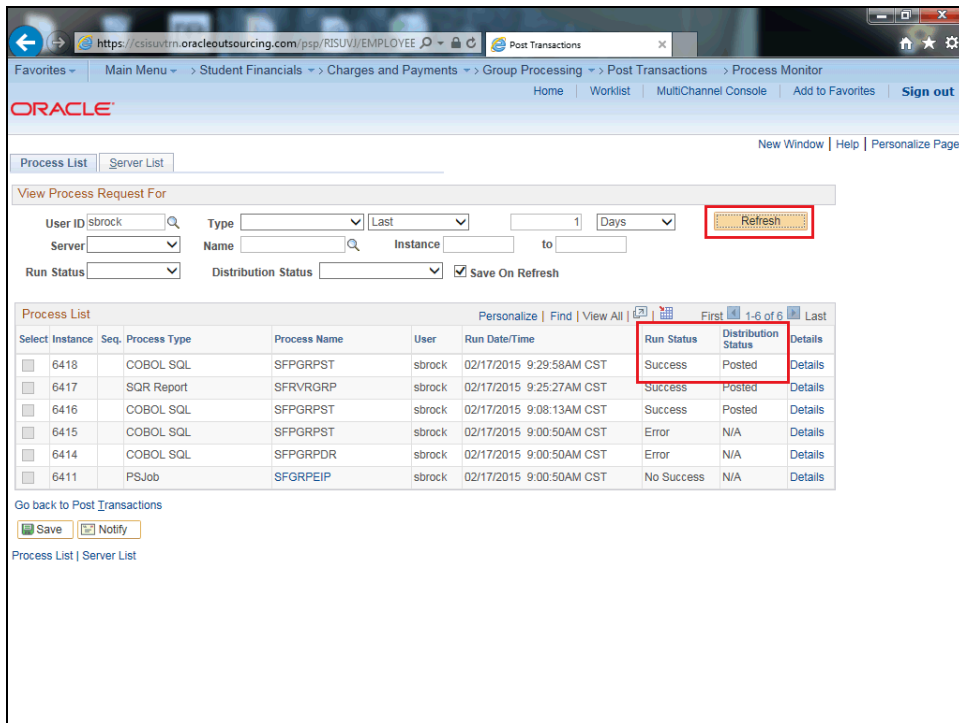 https://csisuvtrn.oracleoutsourcing.com/psp/RISUVJ/EMPLOYEE
Post Transactions
Favorites
Main Menu > Student Financials > Charges and Payments > Group Processing > Post Transactions > Process Monitor
Home | Worklist | MultiChannel Console | Add to Favorites | Sign out
ORACLE
New Window | Help | Personalize Page
Process List Server List
View Process Request For
User ID sbrock Type Last 1 Days Refresh
Server Name Instance to
Run Status Distribution Status Save On Refresh
Process List Personalize | Find | View All | | First 1-6 of 6 Last
Select Instance Seq. Process Type Process Name User Run Date/Time Run Status Distribution Status Details
6418 COBOL SQL SFPGRPST sbrock 02/17/2015 9:29:58AM CST Success Posted Details
6417 SQR Report SFRVRGRP sbrock 02/17/2015 9:25:27AM CST Success Posted Details
6416 COBOL SQL SFPGRPST sbrock 02/17/2015 9:08:13AM CST Success Posted Details
6415 COBOL SQL SFPGRPST sbrock 02/17/2015 9:00:50AM CST Error N/A Details
6414 COBOL SQL SFPGRPDR sbrock 02/17/2015 9:00:50AM CST Error N/A Details
6411 PSJob SFGRPEIP sbrock 02/17/2015 9:00:50AM CST No Success N/A Details
Go back to Post Transactions
Save Notify
Process List | Server List